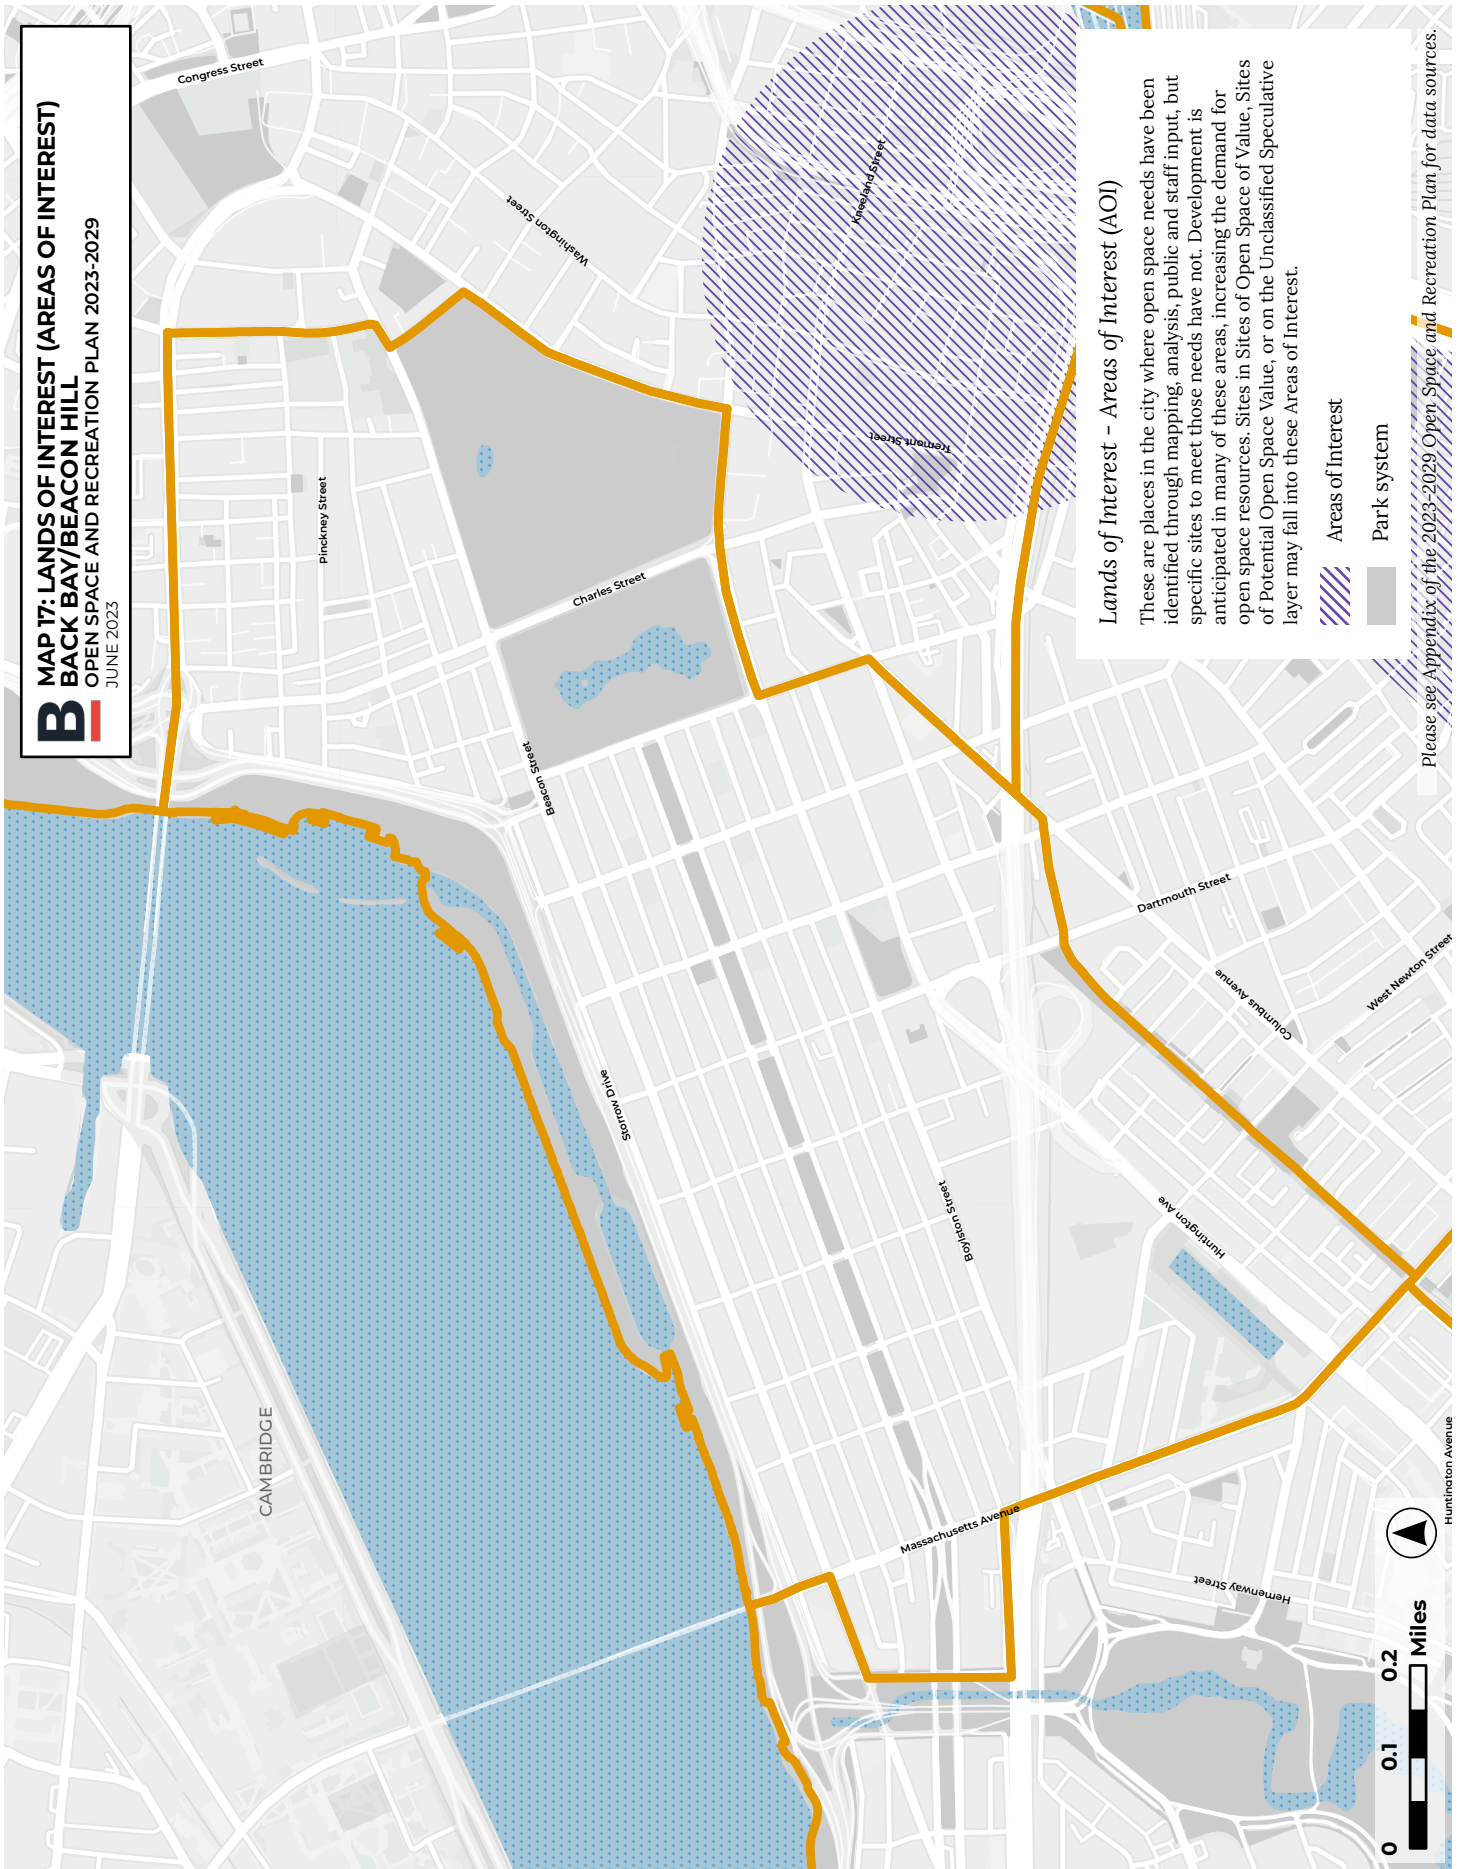 B
MAP 17: LANDS OF INTEREST (AREAS OF INTEREST)
BACK BAY/BEACON HILL
OPEN SPACE AND RECREATION PLAN 2023-2029
JUNE 2023
Congress Street
Washington Street
Kneeland Street
Tremont Street
Pinckney Street
Charles Street
Beacon Street
Storrow Drive
Boylston Street
Dartmouth Street
Columbus Avenue
West Newton Street
Huntington Ave
CAMBRIDGE
Massachusetts Avenue
Hemenway Street
Huntington Avenue
Lands of Interest - Areas of Interest (AOI)
These are places in the city where open space needs have been
identified through mapping, analysis, public and staff input, but
specific sites to meet those needs have not. Development is
anticipated in many of these areas, increasing the demand for
open space resources. Sites in Sites of Open Space of Value, Sites
of Potential Open Space Value, or on the Unclassified Speculative
layer may fall into these Areas of Interest.
Areas of Interest
Park system
Please see Appendix of the 2023-2029 Open Space and Recreation Plan for data sources.
0 0.1 0.2
Miles